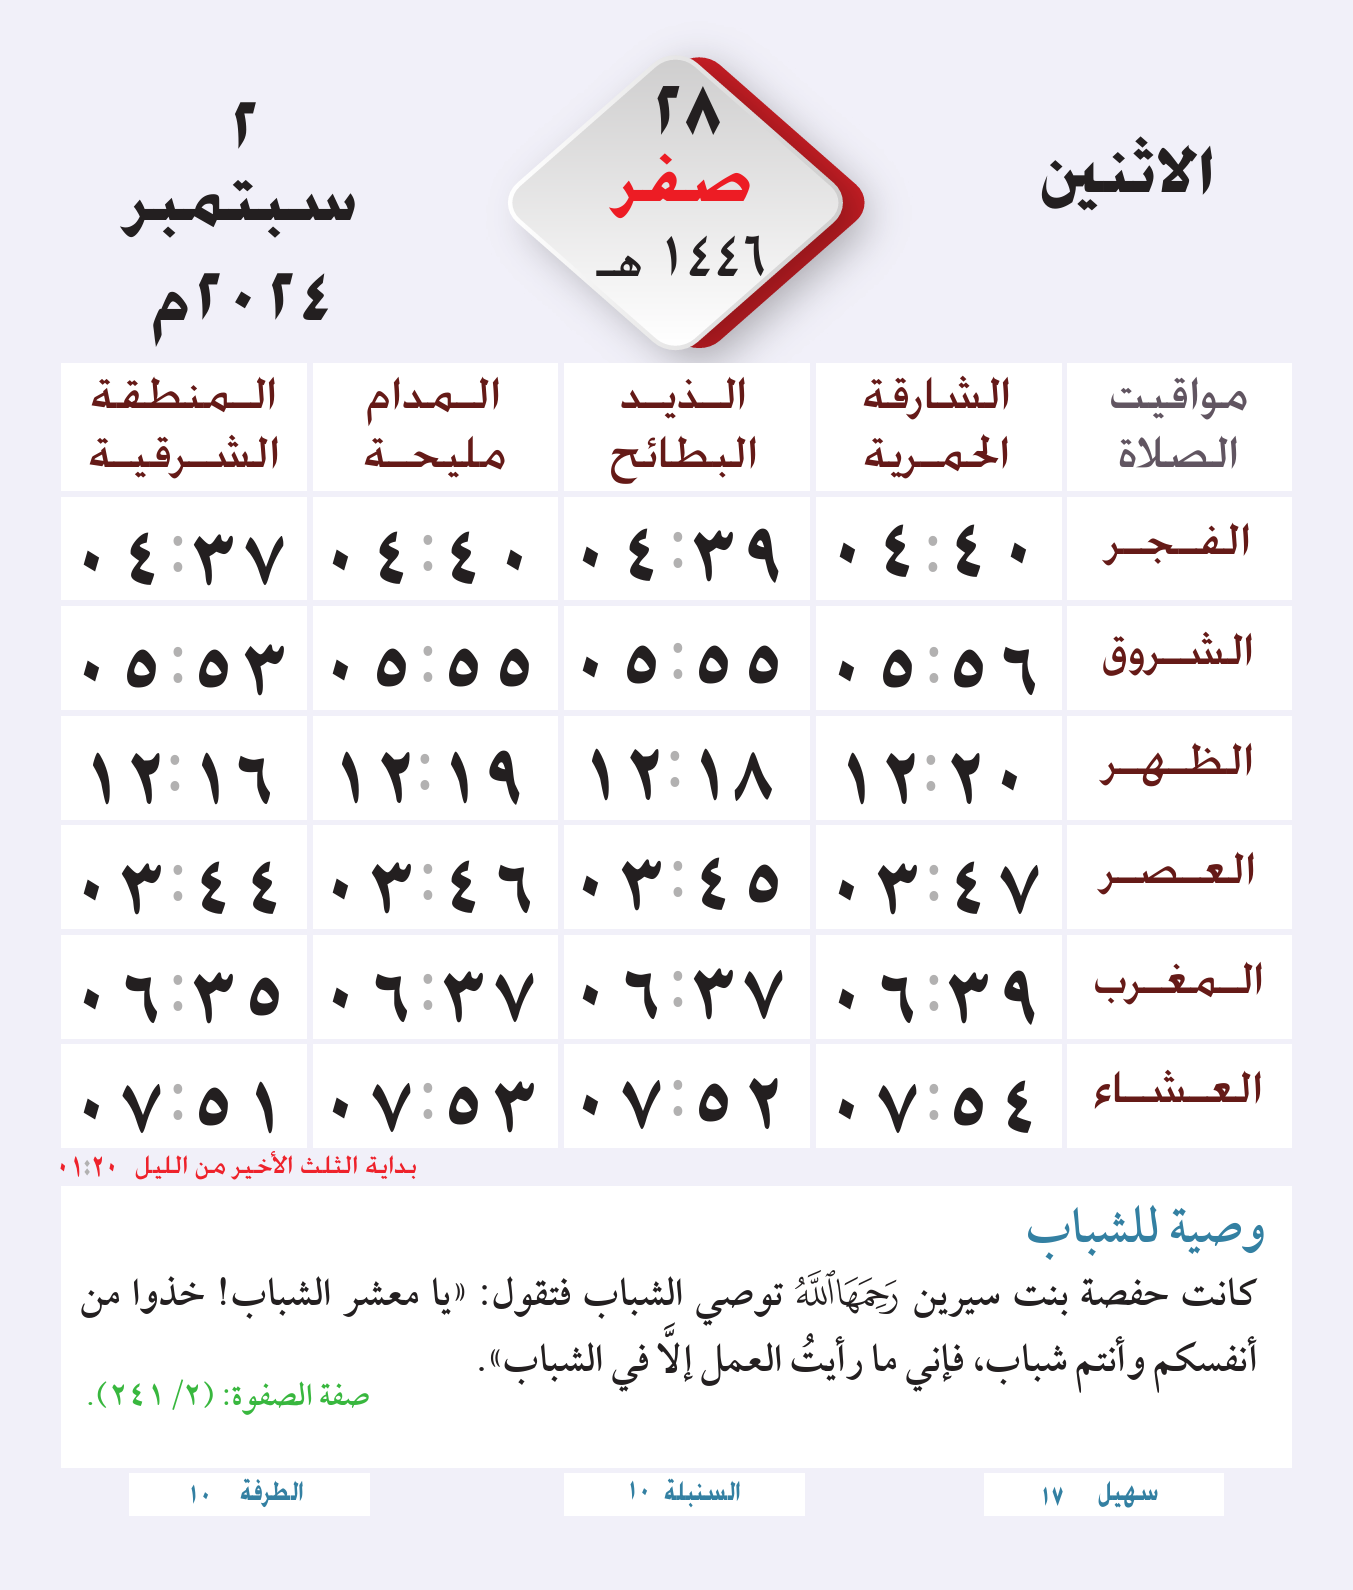 الاثنين
٢٨
صفر
١٤٤٦ هـ
٢
سبتمبر
٢٠٢٤م
مواقيت الصلاة الشارقة الحمرية الذيد البطائح المدام مليحة المنطقة الشرقية
الفجر ٠٤:٤٠ ٠٤:٣٩ ٠٤:٤٠ ٠٤:٣٧
الشروق ٠٥:٥٦ ٠٥:٥٥ ٠٥:٥٥ ٠٥:٥٣
الظهر ١٢:٢٠ ١٢:١٨ ١٢:١٩ ١٢:١٦
العصر ٠٣:٤٧ ٠٣:٤٥ ٠٣:٤٦ ٠٣:٤٤
المغرب ٠٦:٣٩ ٠٦:٣٧ ٠٦:٣٧ ٠٦:٣٥
العشاء ٠٧:٥٤ ٠٧:٥٢ ٠٧:٥٣ ٠٧:٥١
بداية الثلث الأخير من الليل ٠١:٢٠
وصية للشباب
كانت حفصة بنت سيرين رَحِمَهَا ٱللَّهُ توصي الشباب فتقول: «يا معشر الشباب! خذوا من
أنفسكم وأنتم شباب، فإني ما رأيتُ العمل إلَّا في الشباب».
صفة الصفوة: (٢/ ٢٤١).
سهيل ١٧ السنبلة ١٠ الطرفة ١٠